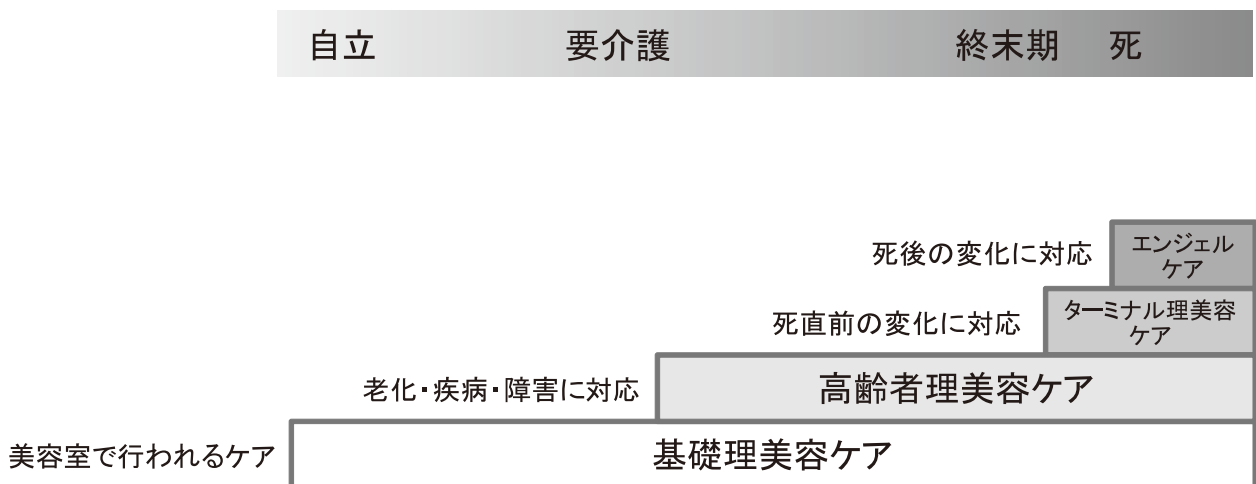 自立 要介護 終末期 死
死後の変化に対応 エンジェル
ケア
死直前の変化に対応 ターミナル理美容
ケア
老化・疾病・障害に対応 高齢者理美容ケア
美容室で行われるケア 基礎理美容ケア